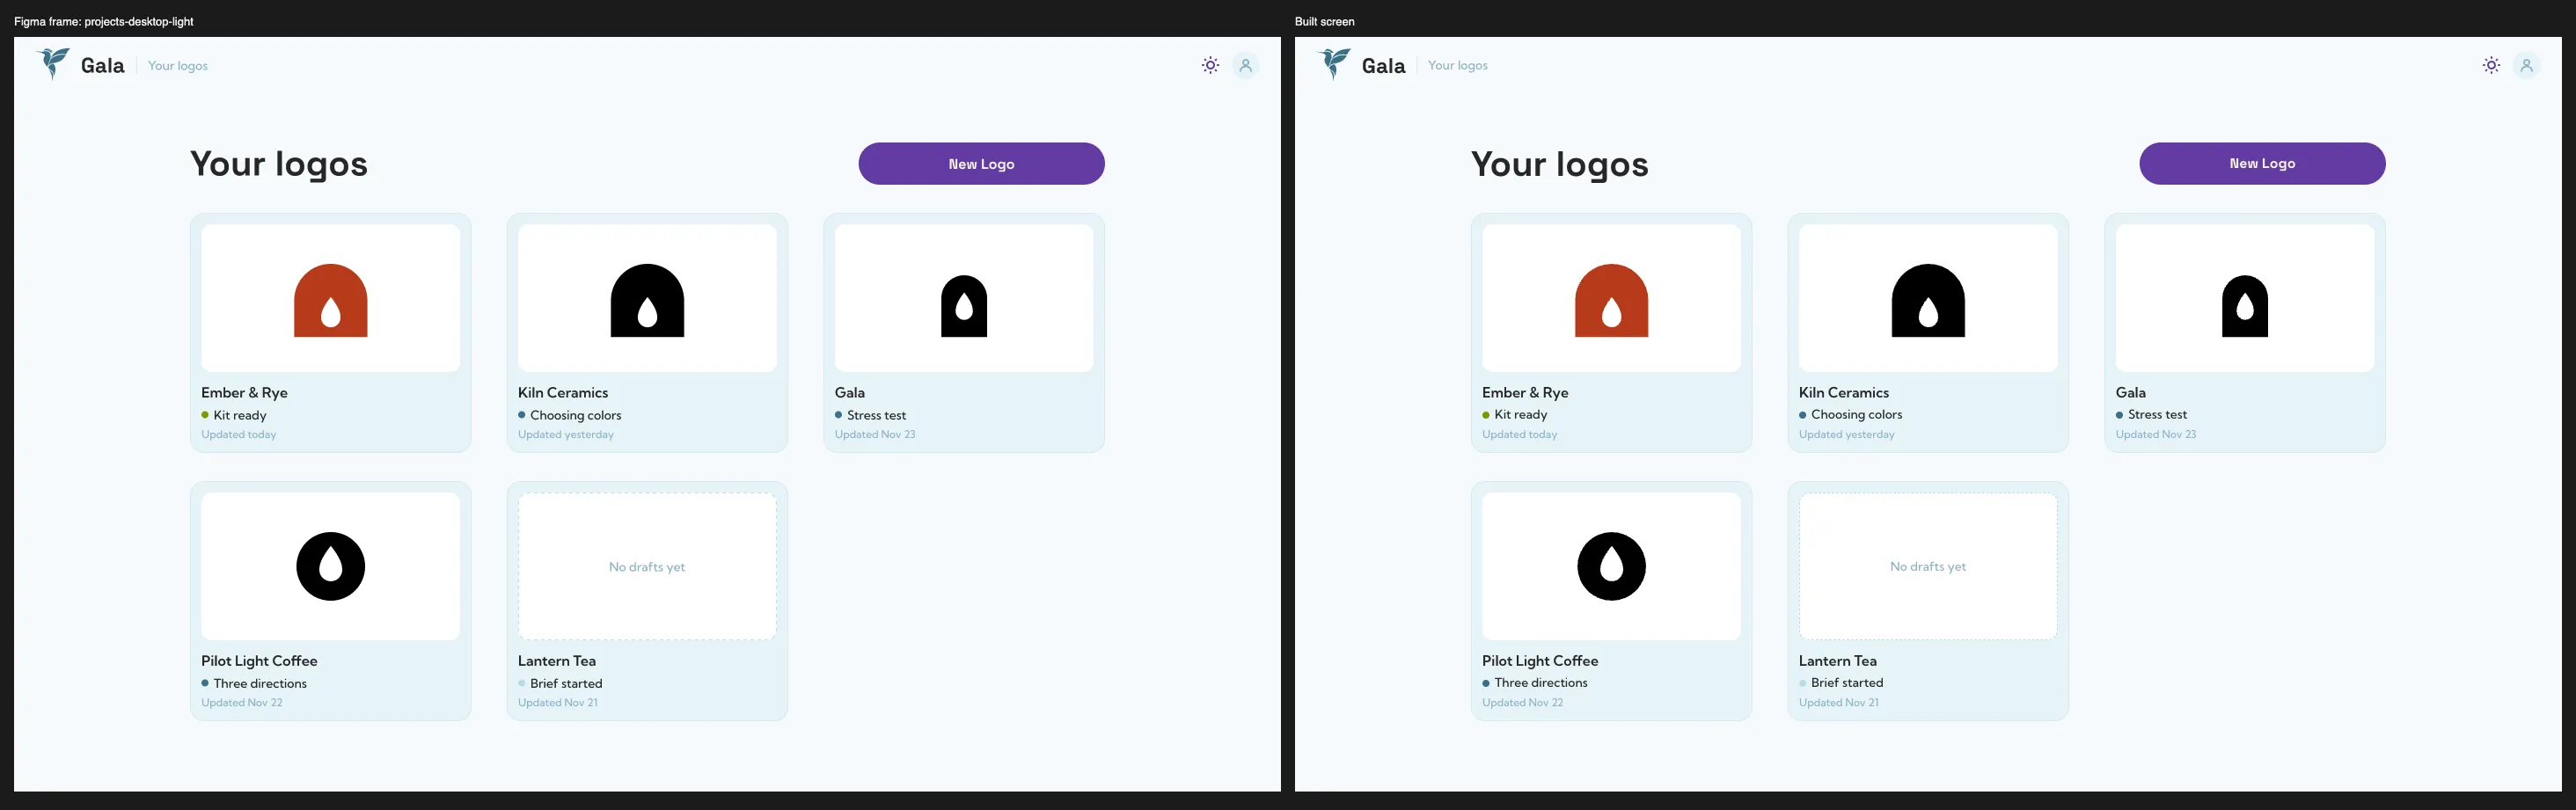 Figma frame: projects-desktop-light
Gala
Your logos
Your logos
New Logo
Ember & Rye
Kit ready
Updated today
Kiln Ceramics
Choosing colors
Updated yesterday
Gala
Stress test
Updated Nov 23
Pilot Light Coffee
Three directions
Updated Nov 22
No drafts yet
Lantern Tea
Brief started
Updated Nov 21
Built screen
Gala
Your logos
Your logos
New Logo
Ember & Rye
Kit ready
Updated today
Kiln Ceramics
Choosing colors
Updated yesterday
Gala
Stress test
Updated Nov 23
Pilot Light Coffee
Three directions
Updated Nov 22
No drafts yet
Lantern Tea
Brief started
Updated Nov 21